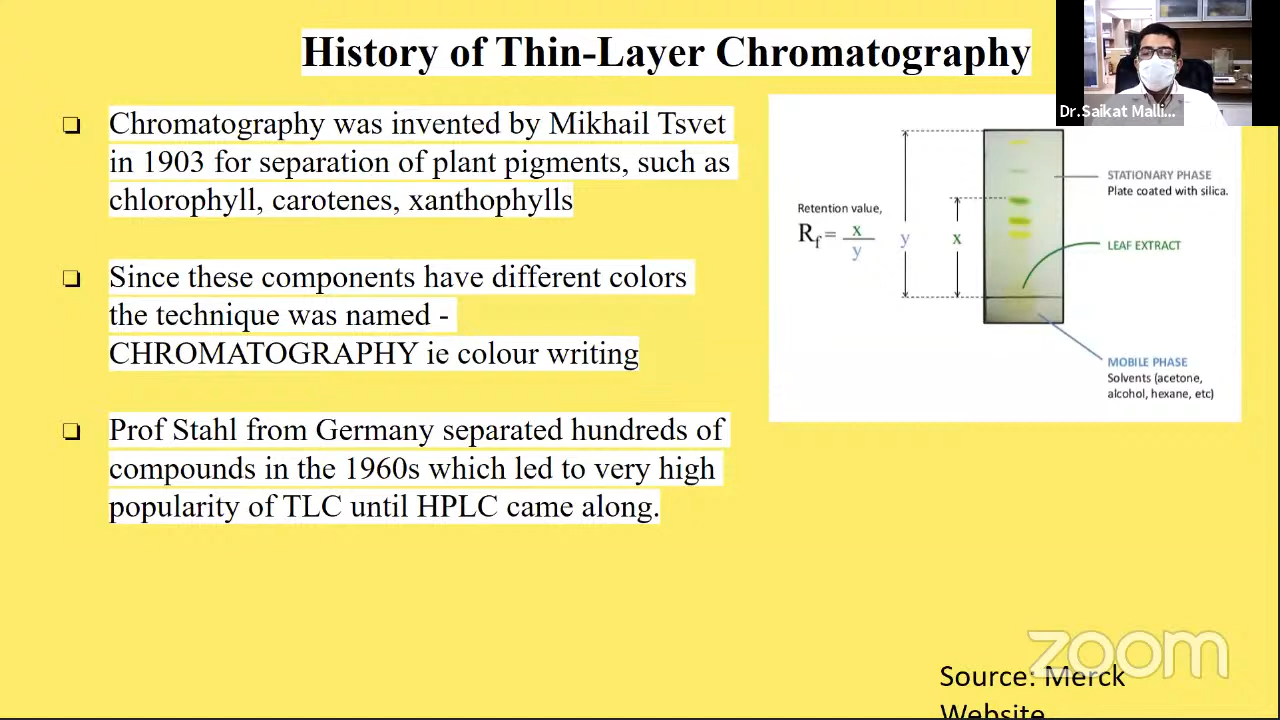 History of Thin-Layer Chromatography
Dr.Saikat Malli...
❏ Chromatography was invented by Mikhail Tsvet
in 1903 for separation of plant pigments, such as
chlorophyll, carotenes, xanthophylls
❏ Since these components have different colors
the technique was named -
CHROMATOGRAPHY ie colour writing
❏ Prof Stahl from Germany separated hundreds of
compounds in the 1960s which led to very high
popularity of TLC until HPLC came along.
Retention value,
Rf = x/y
y
x
STATIONARY PHASE
Plate coated with silica.
LEAF EXTRACT
MOBILE PHASE
Solvents (acetone,
alcohol, hexane, etc)
zoom
Source: Merck
Website